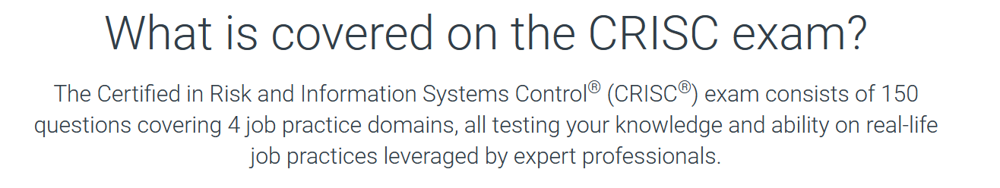 What is covered on the CRISC exam?
The Certified in Risk and Information Systems Control® (CRISC®) exam consists of 150
questions covering 4 job practice domains, all testing your knowledge and ability on real-life
job practices leveraged by expert professionals.